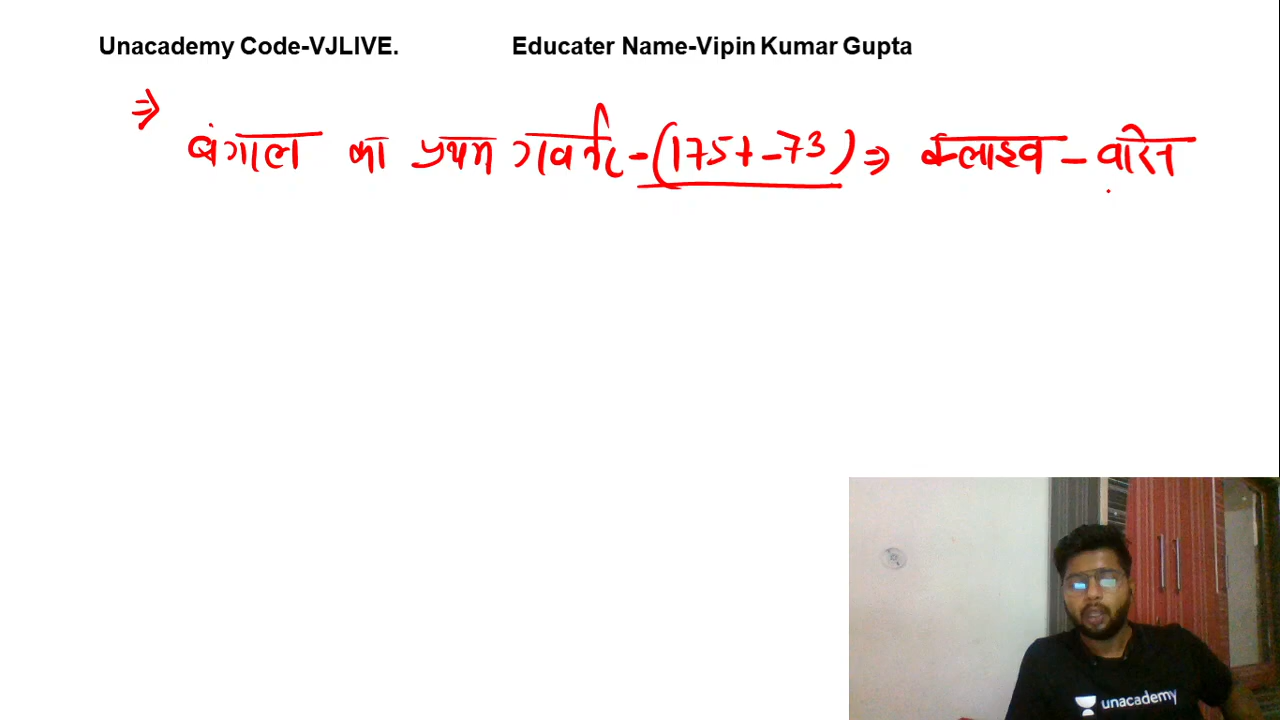 Unacademy Code-VJLIVE. Educater Name-Vipin Kumar Gupta
⇒ बंगाल का प्रथम गवर्नर - (1757 - 73) ⇒ क्लाइव - वारेन
unacademy